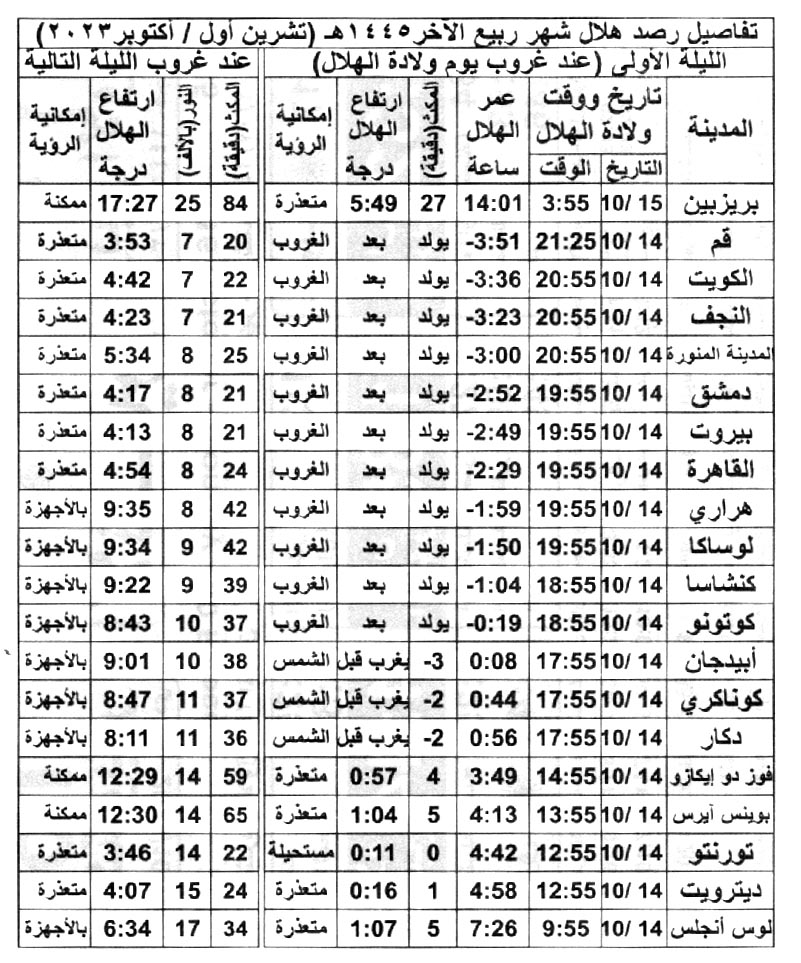 تفاصيل رصد هلال شهر ربيع الآخر١٤٤٥هـ (تشرين أول / أكتوبر٢٠٢٣)
الليلة الأولى (عند غروب يوم ولادة الهلال) عند غروب الليلة التالية
المدينة تاريخ ووقت ولادة الهلال عمر الهلال ساعة المكث(دقيقة) ارتفاع الهلال درجة إمكانية الرؤية المكث(دقيقة) النور(بالألف) ارتفاع الهلال درجة إمكانية الرؤية
التاريخ الوقت
بريزبين 10/ 15 3:55 14:01 27 5:49 متعذرة 84 25 17:27 ممكنة
قم 10/ 14 21:25 -3:51 يولد بعد الغروب 20 7 3:53 متعذرة
الكويت 10/ 14 20:55 -3:36 يولد بعد الغروب 22 7 4:42 متعذرة
النجف 10/ 14 20:55 -3:23 يولد بعد الغروب 21 7 4:23 متعذرة
المدينة المنورة 10/ 14 20:55 -3:00 يولد بعد الغروب 25 8 5:34 متعذرة
دمشق 10/ 14 19:55 -2:52 يولد بعد الغروب 21 8 4:17 متعذرة
بيروت 10/ 14 19:55 -2:49 يولد بعد الغروب 21 8 4:13 متعذرة
القاهرة 10/ 14 19:55 -2:29 يولد بعد الغروب 24 8 4:54 متعذرة
هراري 10/ 14 19:55 -1:59 يولد بعد الغروب 42 8 9:35 بالأجهزة
لوساكا 10/ 14 19:55 -1:50 يولد بعد الغروب 42 9 9:34 بالأجهزة
كنشاسا 10/ 14 18:55 -1:04 يولد بعد الغروب 39 9 9:22 بالأجهزة
كوتونو 10/ 14 18:55 -0:19 يولد بعد الغروب 37 10 8:43 بالأجهزة
أبيدجان 10/ 14 17:55 0:08 -3 يغرب قبل الشمس 38 10 9:01 بالأجهزة
كوناكري 10/ 14 17:55 0:44 -2 يغرب قبل الشمس 37 11 8:47 بالأجهزة
دكار 10/ 14 17:55 0:56 -2 يغرب قبل الشمس 36 11 8:11 بالأجهزة
فوز دو إيكازو 10/ 14 14:55 3:49 4 0:57 متعذرة 59 14 12:29 ممكنة
بوينس آيرس 10/ 14 13:55 4:13 5 1:04 متعذرة 65 14 12:30 ممكنة
تورنتو 10/ 14 12:55 4:42 0 0:11 مستحيلة 22 14 3:46 متعذرة
ديترويت 10/ 14 12:55 4:58 1 0:16 متعذرة 24 15 4:07 متعذرة
لوس أنجلس 10/ 14 9:55 7:26 5 1:07 متعذرة 34 17 6:34 بالأجهزة